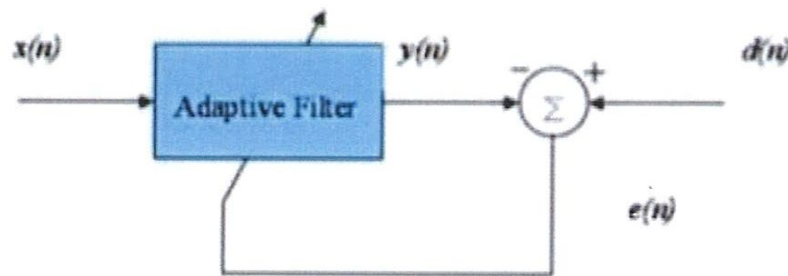 x(n) y(n) − + d(n)
Adaptive Filter Σ
e(n)